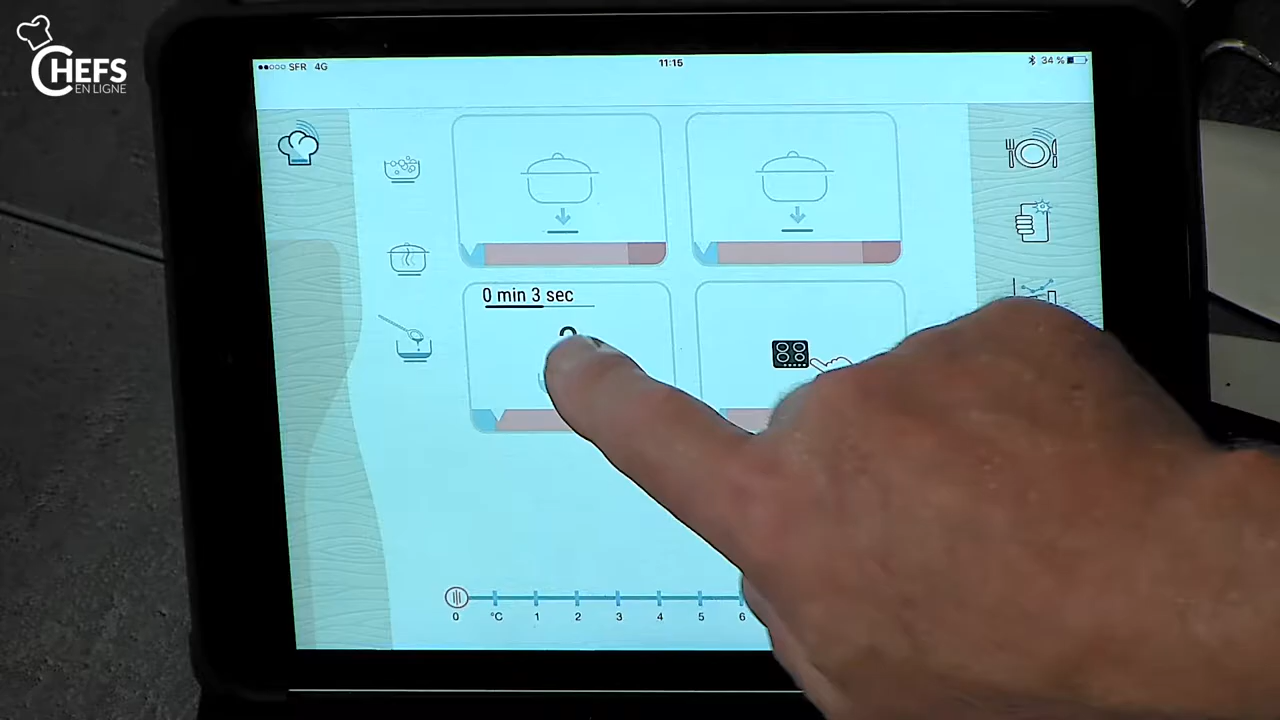 CHEFS
EN LIGNE
SFR 4G
11:15
34 %
0 min 3 sec
0 °C 1 2 3 4 5 6